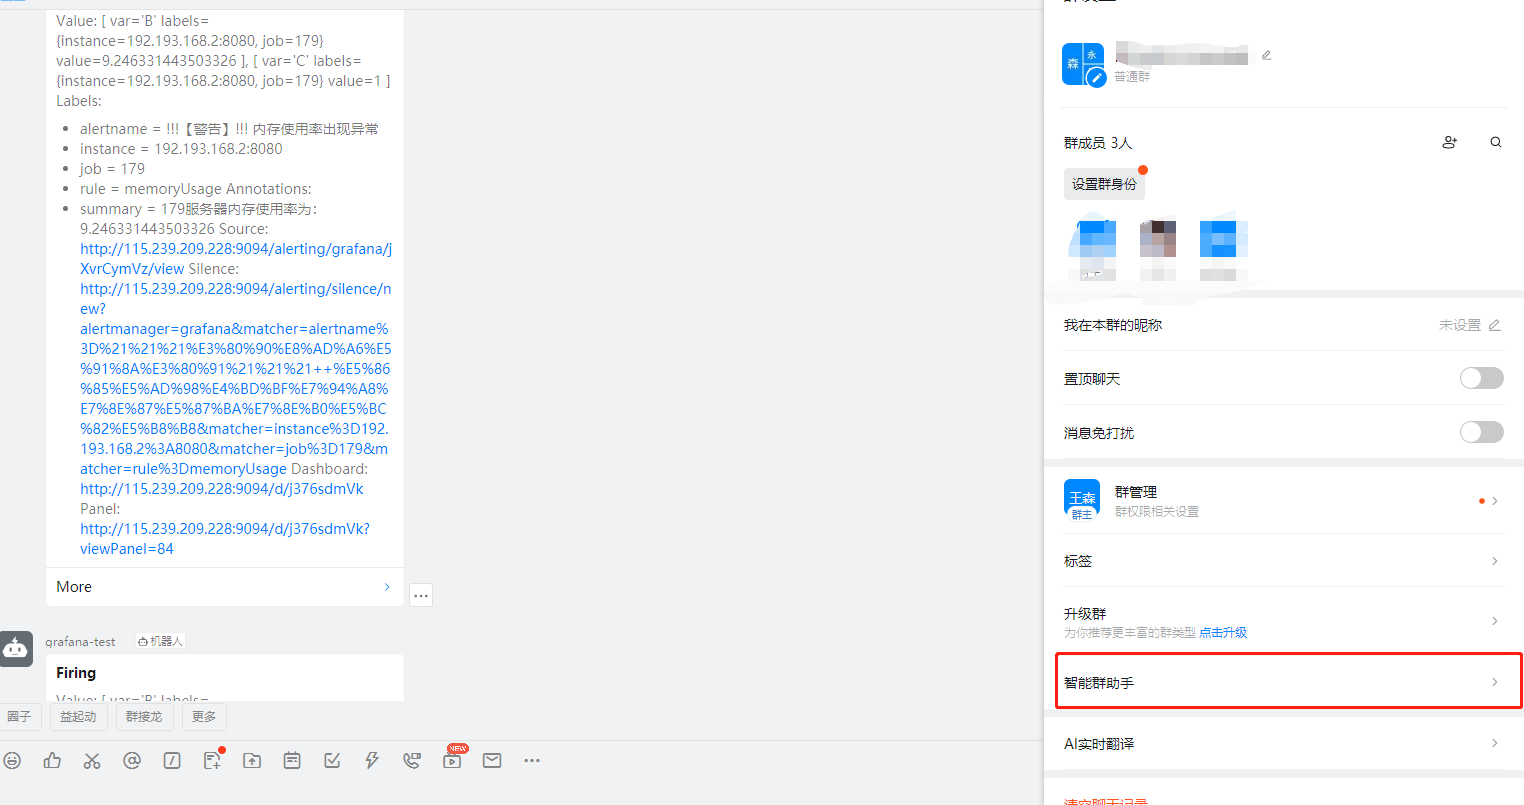 Value: [ var='B' labels=
{instance=192.193.168.2:8080, job=179}
value=9.246331443503326 ], [ var='C' labels=
{instance=192.193.168.2:8080, job=179} value=1 ]
Labels:
alertname = !!!【警告】!!! 内存使用率出现异常
instance = 192.193.168.2:8080
job = 179
rule = memoryUsage Annotations:
summary = 179服务器内存使用率为：
9.246331443503326 Source:
http://115.239.209.228:9094/alerting/grafana/j
XvrCymVz/view Silence:
http://115.239.209.228:9094/alerting/silence/n
ew?
alertmanager=grafana&matcher=alertname%
3D%21%21%21%E3%80%90%E8%AD%A6%E5
%91%8A%E3%80%91%21%21%21++%E5%86
%85%E5%AD%98%E4%BD%BF%E7%94%A8%
E7%8E%87%E5%87%BA%E7%8E%B0%E5%BC
%82%E5%B8%B8&matcher=instance%3D192.
193.168.2%3A8080&matcher=job%3D179&m
atcher=rule%3DmemoryUsage Dashboard:
http://115.239.209.228:9094/d/j376sdmVk
Panel:
http://115.239.209.228:9094/d/j376sdmVk?
viewPanel=84
More
grafana-test 机器人
Firing
Value: [ var='B' labels=
圈子 益起动 群接龙 更多
NEW
森 永
普通群
群成员 3人
设置群身份
我在本群的昵称 未设置
置顶聊天
消息免打扰
王森
群主
群管理
群权限相关设置
标签
升级群
为你推荐更丰富的群类型 点击升级
智能群助手
AI实时翻译
清空聊天记录